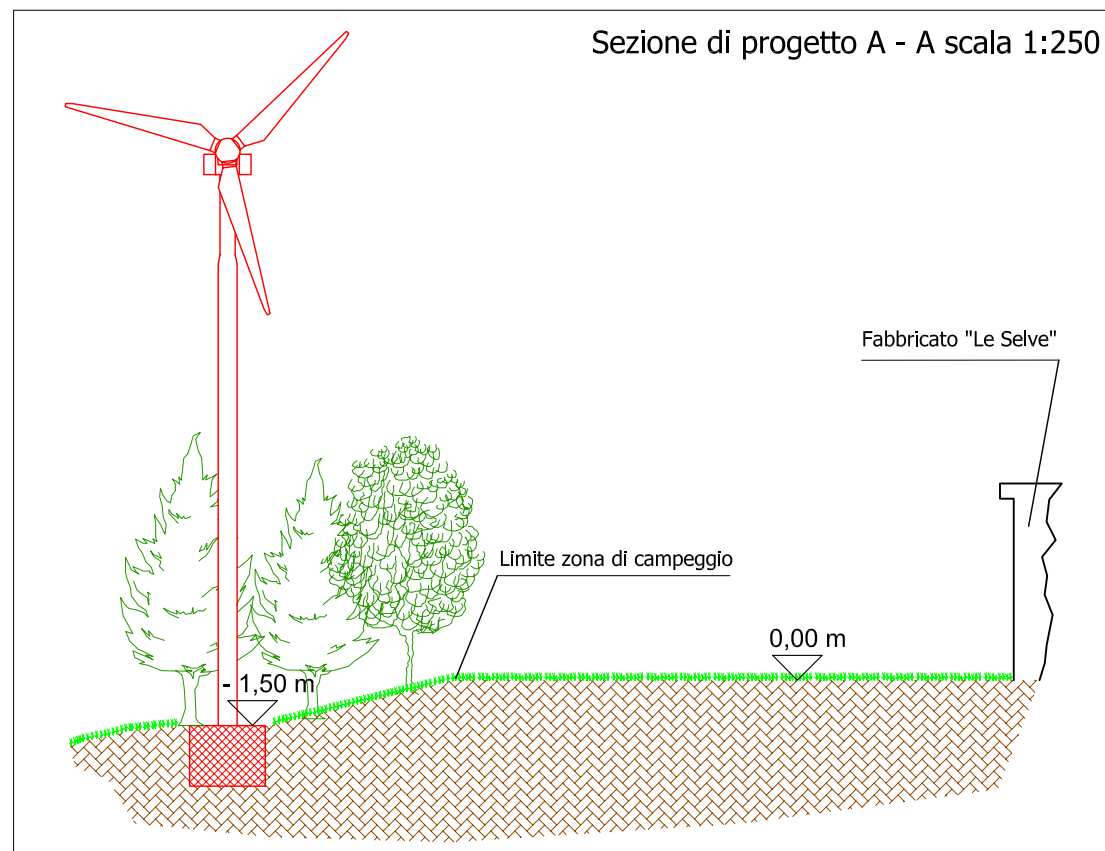 Sezione di progetto A - A scala 1:250
Fabbricato "Le Selve"
Limite zona di campeggio
0,00 m
- 1,50 m